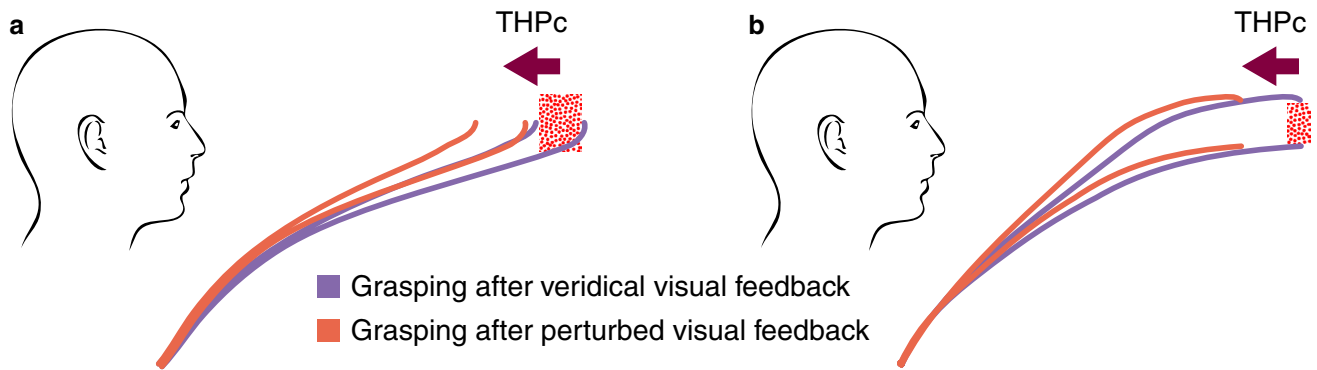 a
THPc
b
THPc
Grasping after veridical visual feedback
Grasping after perturbed visual feedback